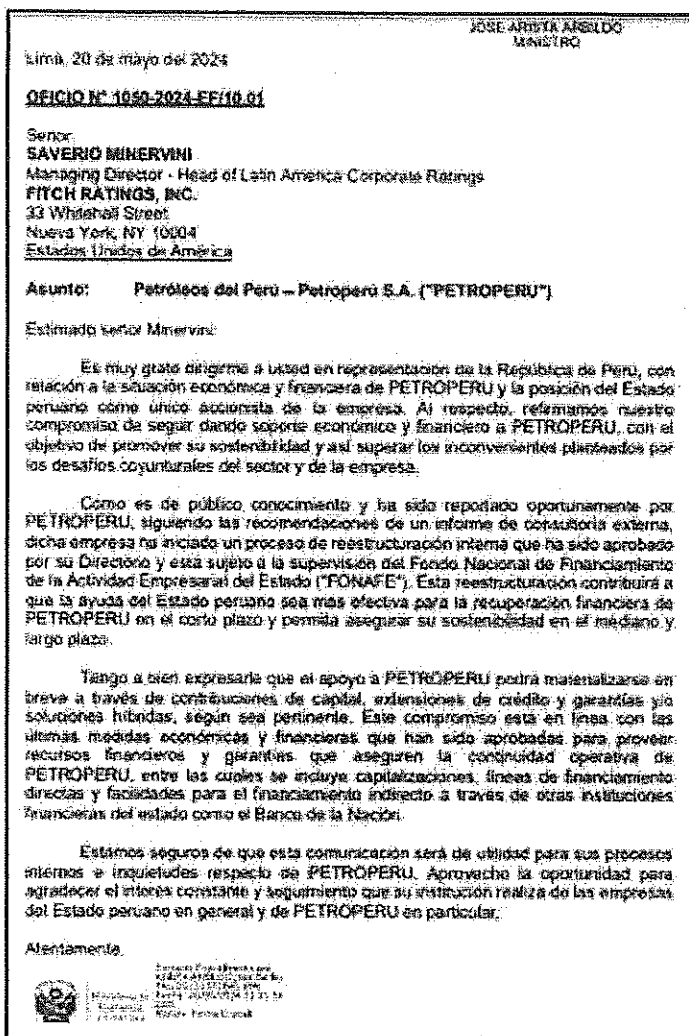 JOSE ARISTA ARBILDO
MINISTRO
Lima, 20 de mayo del 2024
OFICIO N° 1050-2024-EF/10.01
Señor
SAVERIO MINERVINI
Managing Director - Head of Latin America Corporate Ratings
FITCH RATINGS, INC.
33 Whitehall Street
Nueva York, NY 10004
Estados Unidos de América
Asunto: Petróleos del Perú – Petroperú S.A. ("PETROPERU")
Estimado señor Minervini:
Es muy grato dirigirme a usted en representación de la República de Perú, con
relación a la situación económica y financiera de PETROPERU y la posición del Estado
peruano como único accionista de la empresa. Al respecto, reafirmamos nuestro
compromiso de seguir dando soporte económico y financiero a PETROPERU, con el
objetivo de promover su sostenibilidad y así superar los inconvenientes planteados por
los desafíos coyunturales del sector y de la empresa.
Como es de público conocimiento y ha sido reportado oportunamente por
PETROPERU, siguiendo las recomendaciones de un informe de consultoría externa,
dicha empresa ha iniciado un proceso de reestructuración interna que ha sido aprobado
por su Directorio y está sujeto a la supervisión del Fondo Nacional de Financiamiento
de la Actividad Empresarial del Estado ("FONAFE"). Esta reestructuración contribuirá a
que la ayuda del Estado peruano sea más efectiva para la recuperación financiera de
PETROPERU en el corto plazo y permita asegurar su sostenibilidad en el mediano y
largo plazo.
Tengo a bien expresarle que el apoyo a PETROPERU podrá materializarse en
breve a través de contribuciones de capital, extensiones de crédito y garantías y/o
soluciones híbridas, según sea pertinente. Este compromiso está en línea con las
últimas medidas económicas y financieras que han sido aprobadas para proveer
recursos financieros y garantías que aseguren la continuidad operativa de
PETROPERU, entre las cuales se incluye capitalizaciones, líneas de financiamiento
directas y facilidades para el financiamiento indirecto a través de otras instituciones
financieras del estado como el Banco de la Nación.
Estamos seguros de que esta comunicación será de utilidad para sus procesos
internos e inquietudes respecto de PETROPERU. Aprovecho la oportunidad para
agradecer el interés constante y seguimiento que su institución realiza de las empresas
del Estado peruano en general y de PETROPERU en particular.
Atentamente,